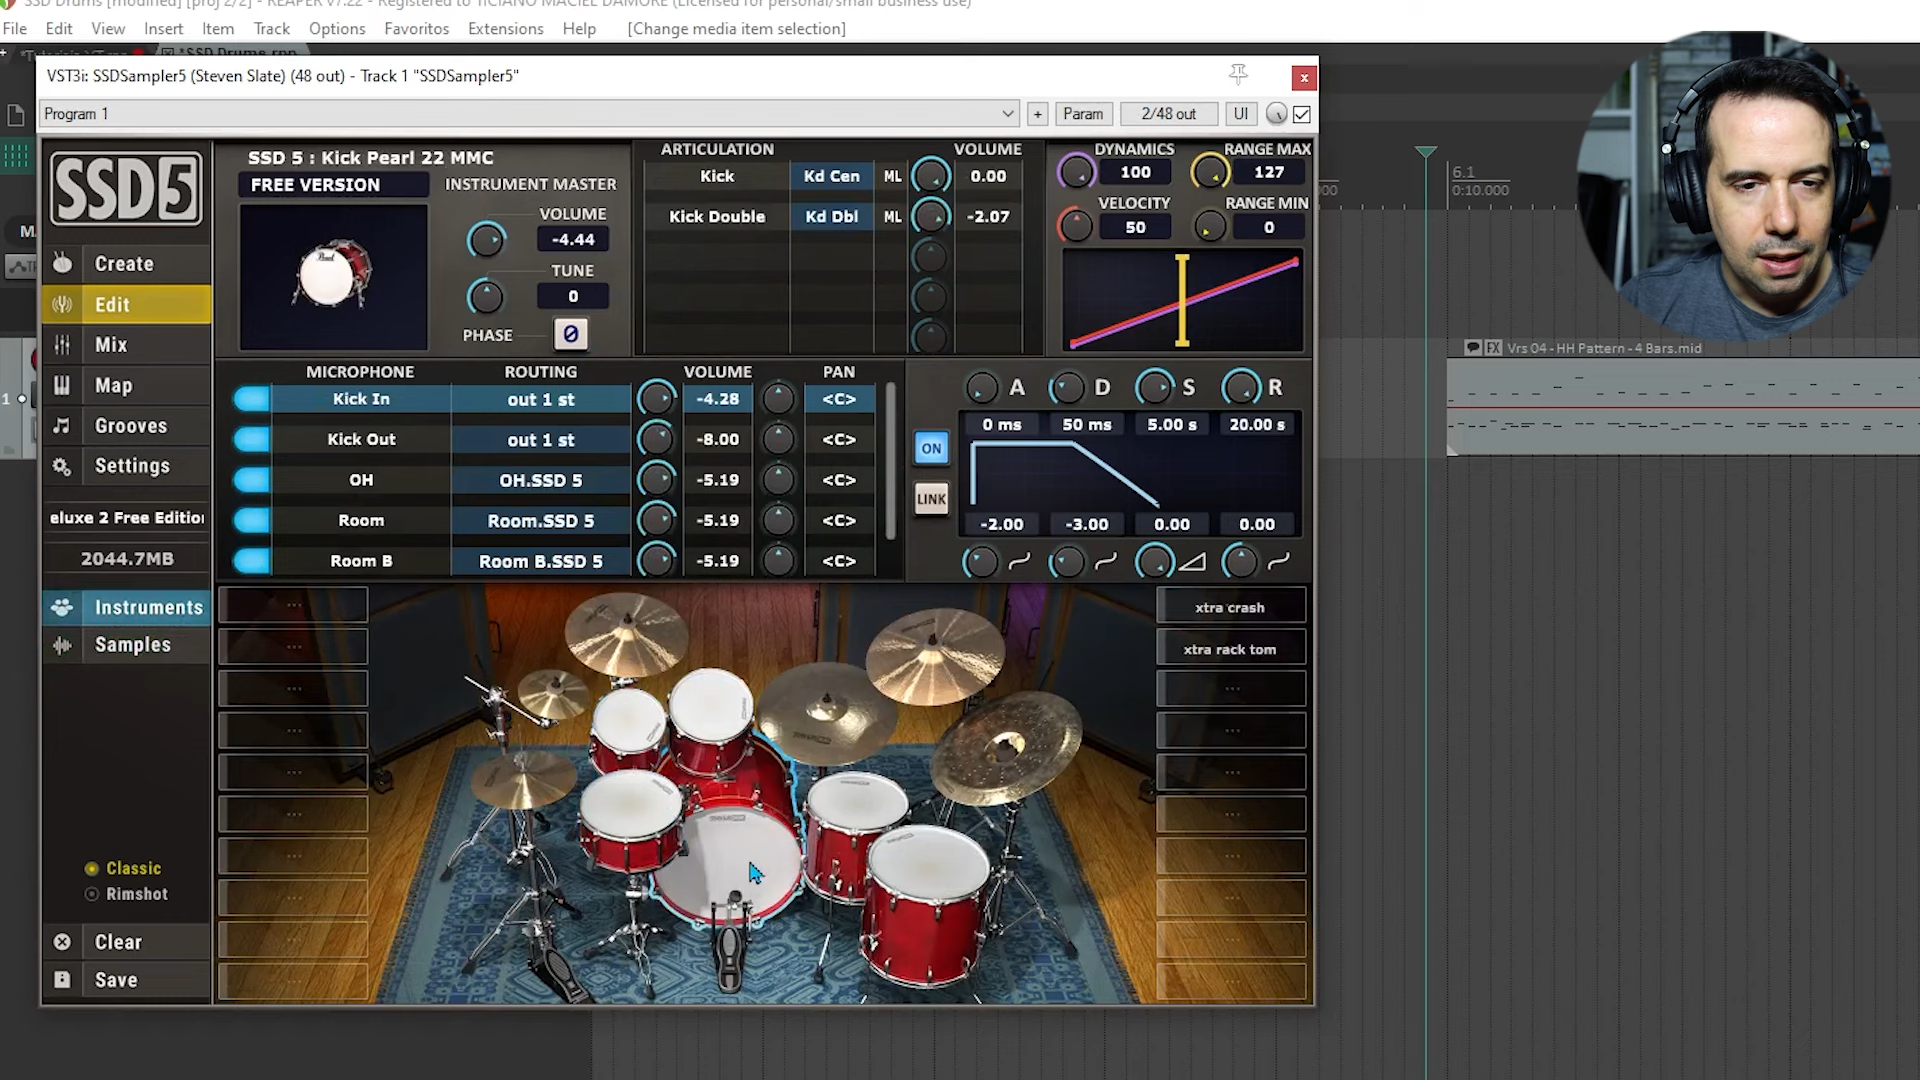 SSD Drums [modified] [proj 2/2] - REAPER v7.22 - Registered to TICIANO MACIEL DAMORE (Licensed for personal/small business use)
File Edit View Insert Item Track Options Favoritos Extensions Help [Change media item selection]
*SSD Drums.rpp
VST3i: SSDSampler5 (Steven Slate) (48 out) - Track 1 "SSDSampler5" x
Program 1 + Param 2/48 out UI
SSD5
Create
Edit
Mix
Map
Grooves
Settings
eluxe 2 Free Edition
2044.7MB
Instruments
Samples
Classic
Rimshot
Clear
Save
SSD 5 : Kick Pearl 22 MMC
FREE VERSION
INSTRUMENT MASTER
VOLUME
-4.44
TUNE
0
PHASE Ø
Pearl
ARTICULATION VOLUME
Kick Kd Cen ML 0.00
Kick Double Kd Dbl ML -2.07
DYNAMICS RANGE MAX
100 127
VELOCITY RANGE MIN
50 0
MICROPHONE ROUTING VOLUME PAN
Kick In out 1 st -4.28 <C>
Kick Out out 1 st -8.00 <C>
OH OH.SSD 5 -5.19 <C>
Room Room.SSD 5 -5.19 <C>
Room B Room B.SSD 5 -5.19 <C>
ON
LINK
A D S R
0 ms 50 ms 5.00 s 20.00 s
-2.00 -3.00 0.00 0.00
xtra crash
xtra rack tom
1
6.1
0:10.000
FX Vrs 04 - HH Pattern - 4 Bars.mid